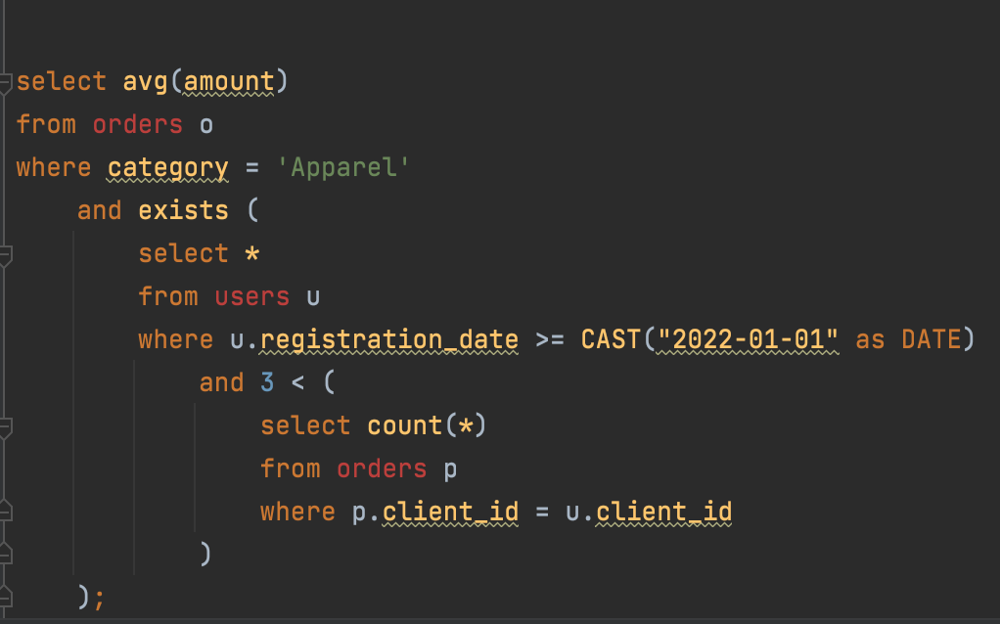 select avg(amount)
from orders o
where category = 'Apparel'
and exists (
select *
from users u
where u.registration_date >= CAST("2022-01-01" as DATE)
and 3 < (
select count(*)
from orders p
where p.client_id = u.client_id
)
);